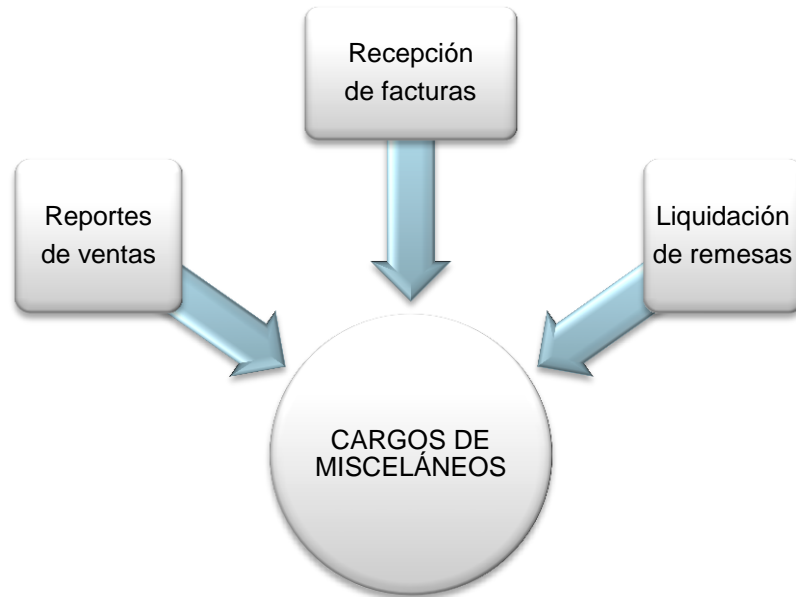 Recepción
de facturas
Reportes
de ventas
Liquidación
de remesas
CARGOS DE
MISCELÁNEOS